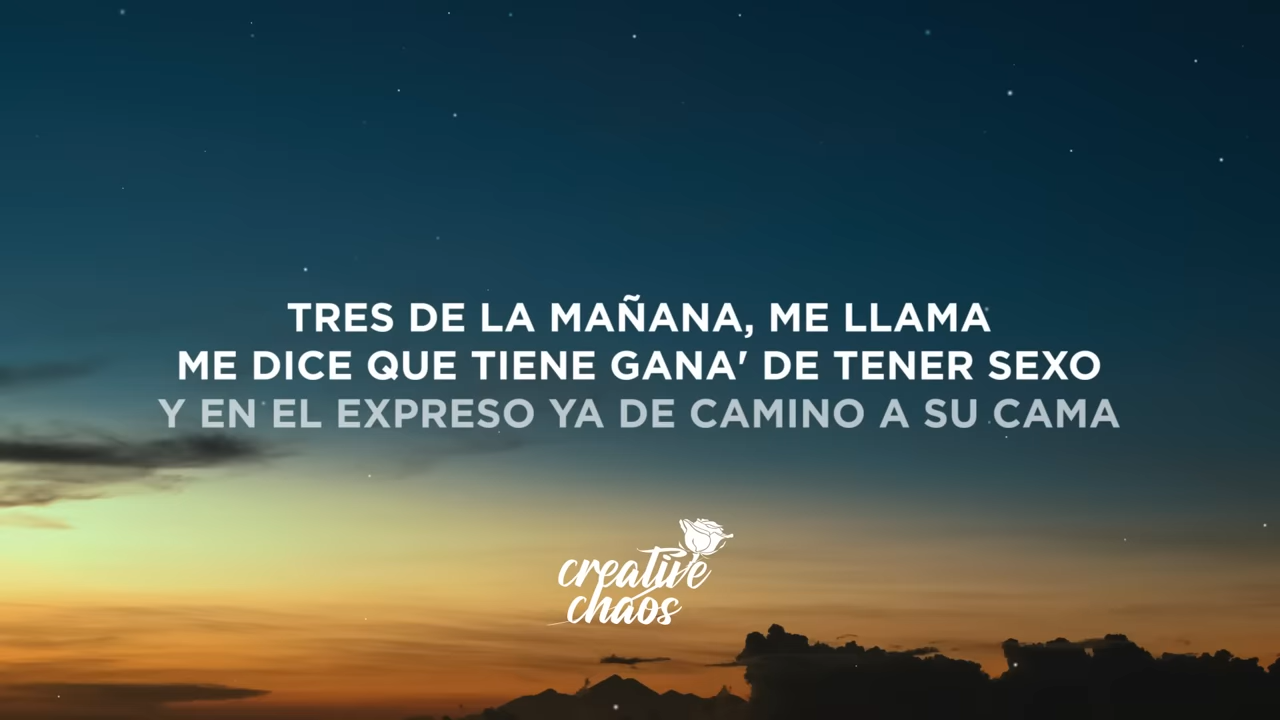 TRES DE LA MAÑANA, ME LLAMA
ME DICE QUE TIENE GANA' DE TENER SEXO
Y EN EL EXPRESO YA DE CAMINO A SU CAMA
creative
chaos